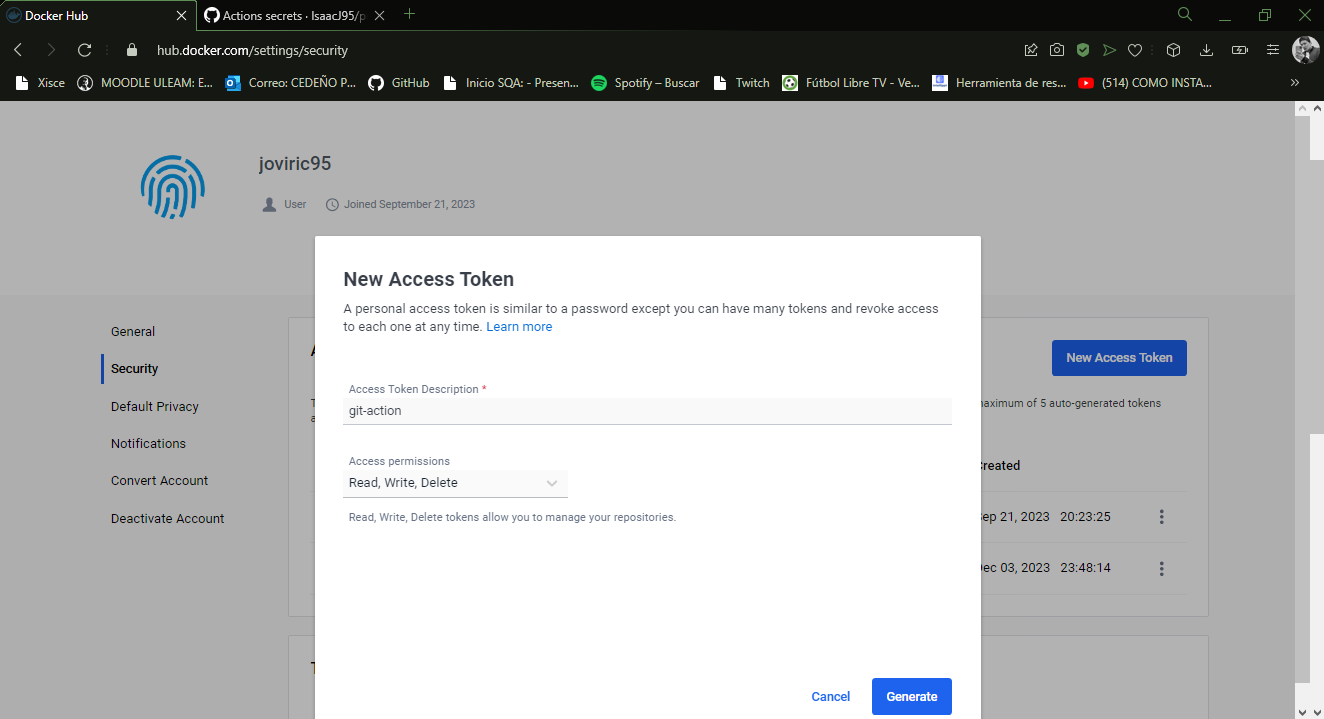 Docker Hub
Actions secrets · IsaacJ95/p
hub.docker.com/settings/security
Xisce
MOODLE ULEAM: E...
Correo: CEDEÑO P...
GitHub
Inicio SQA: - Presen...
Spotify – Buscar
Twitch
Fútbol Libre TV - Ve...
Herramienta de res...
(514) COMO INSTA...
joviric95
User
Joined September 21, 2023
New Access Token
A personal access token is similar to a password except you can have many tokens and revoke access
to each one at any time. Learn more
General
Security
Default Privacy
Notifications
Convert Account
Deactivate Account
New Access Token
Access Token Description *
git-action
aximum of 5 auto-generated tokens
Access permissions
Read, Write, Delete
Read, Write, Delete tokens allow you to manage your repositories.
Created
Sep 21, 2023 20:23:25
Dec 03, 2023 23:48:14
Cancel
Generate